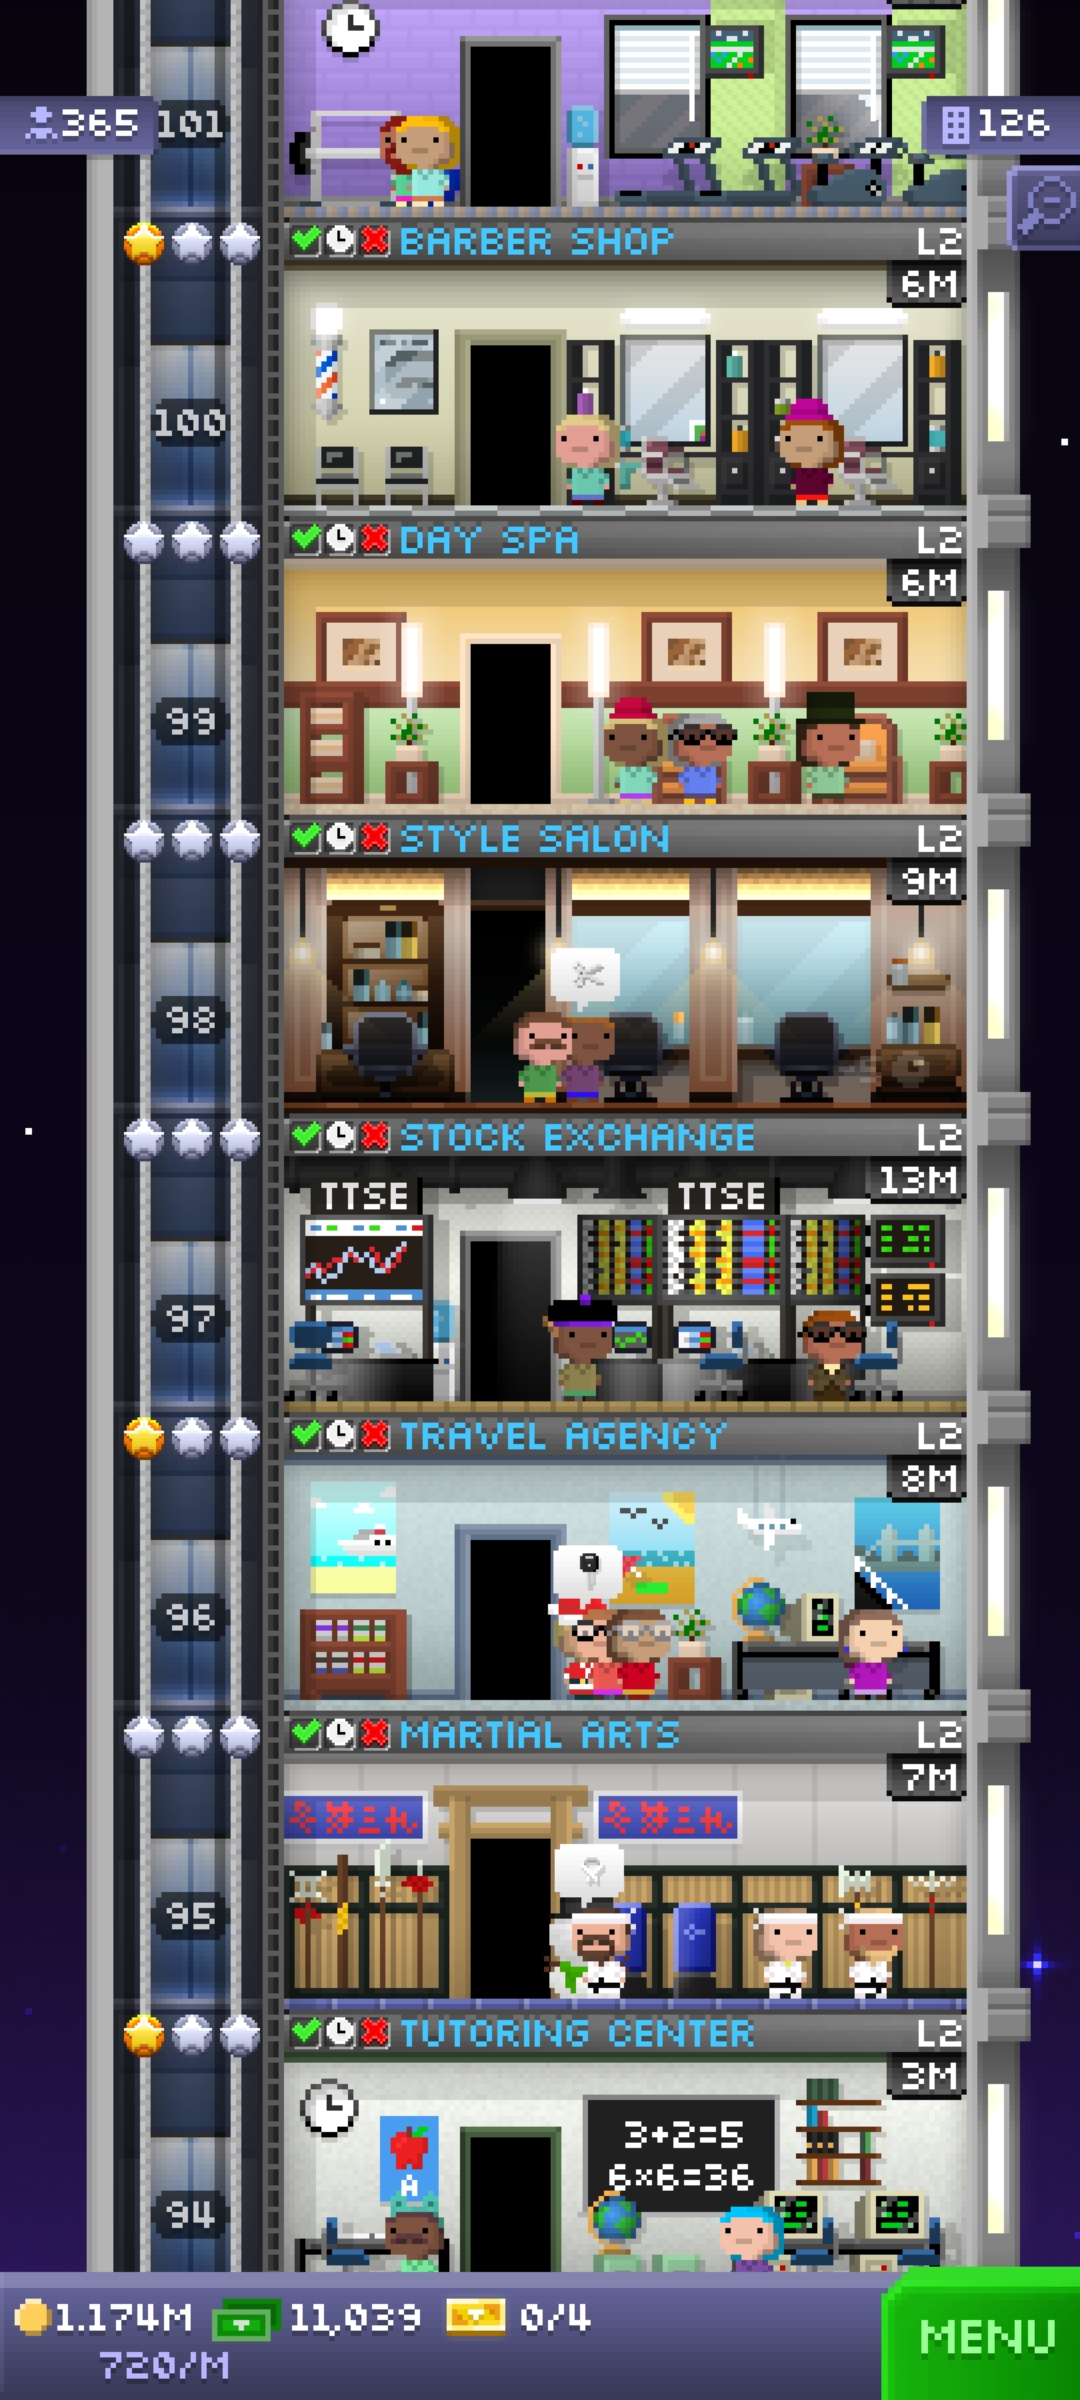 365
101
126
BARBER SHOP L2
6M
100
DAY SPA L2
6M
99
STYLE SALON L2
9M
98
STOCK EXCHANGE L2
13M
TTSE TTSE
97
TRAVEL AGENCY L2
8M
96
MARTIAL ARTS L2
7M
95
TUTORING CENTER L2
3M
3+2=5
6×6=36
A
94
1.174M 11,039 0/4
720/M
MENU